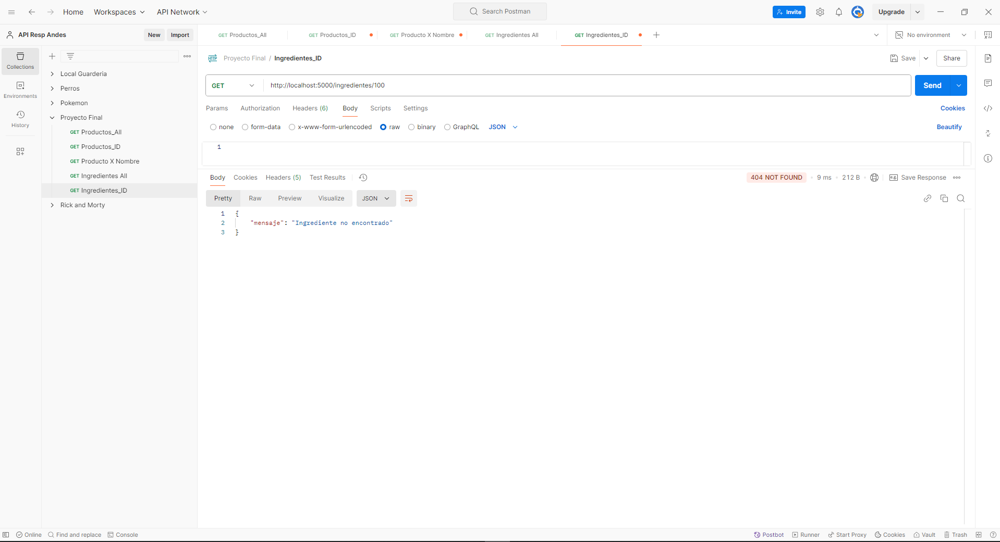 Home Workspaces API Network Search Postman Invite Upgrade
API Resp Andes New Import GET Productos_All GET Productos_ID GET Producto X Nombre GET Ingredientes All GET Ingredientes_ID No environment
Collections
Environments
History
Local Guarderia
Perros
Pokemon
Proyecto Final
GET Productos_All
GET Productos_ID
GET Producto X Nombre
GET Ingredientes All
GET Ingredientes_ID
Rick and Morty
HTTP Proyecto Final / Ingredientes_ID Save Share
GET http://localhost:5000/ingredientes/100 Send
Params Authorization Headers (6) Body Scripts Settings Cookies
none form-data x-www-form-urlencoded raw binary GraphQL JSON Beautify
1
Body Cookies Headers (5) Test Results 404 NOT FOUND 9 ms 212 B e.g. Save Response
Pretty Raw Preview Visualize JSON
1 {
2 "mensaje": "Ingrediente no encontrado"
3 }
Online Find and replace Console Postbot Runner Start Proxy Cookies Vault Trash